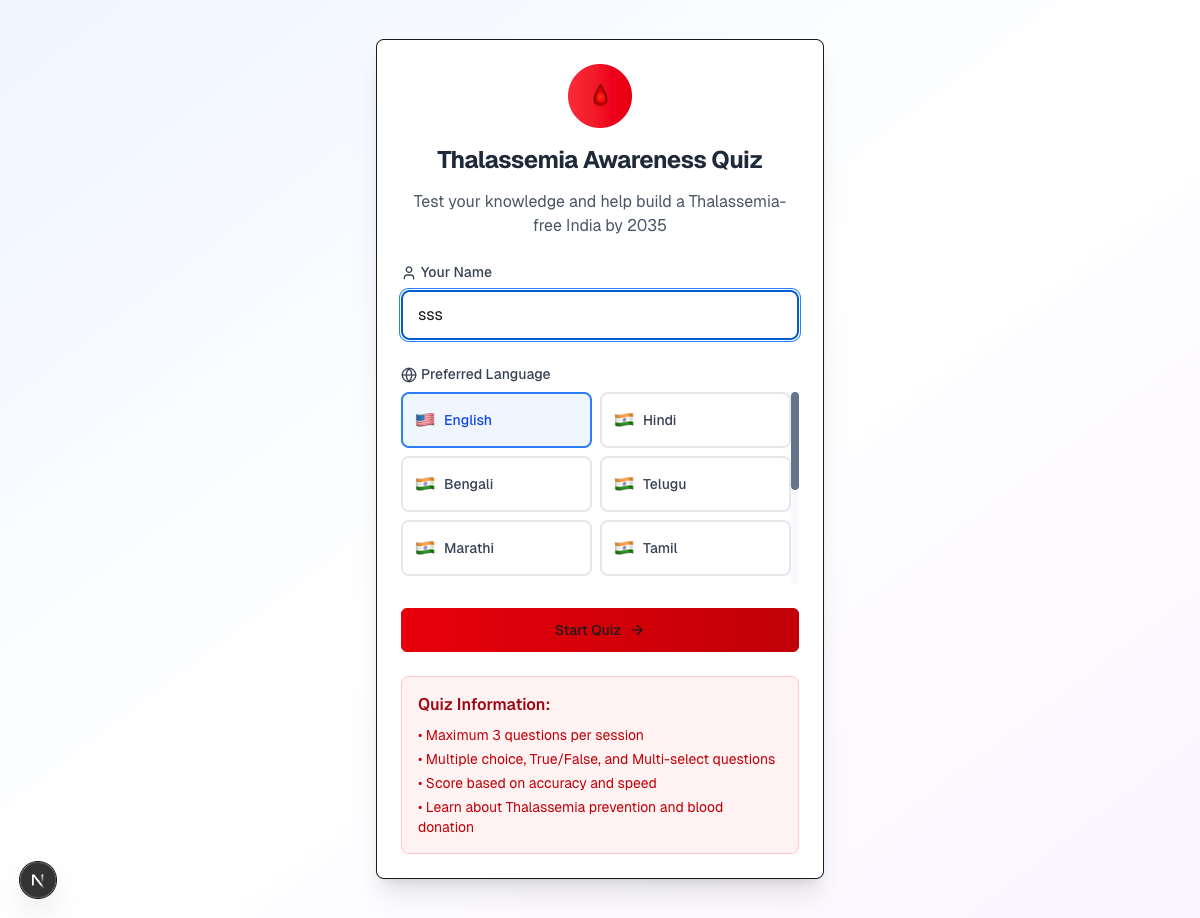 Thalassemia Awareness Quiz
Test your knowledge and help build a Thalassemia-
free India by 2035
Your Name
sss
Preferred Language
English
Hindi
Bengali
Telugu
Marathi
Tamil
Start Quiz →
Quiz Information:
• Maximum 3 questions per session
• Multiple choice, True/False, and Multi-select questions
• Score based on accuracy and speed
• Learn about Thalassemia prevention and blood
donation
N